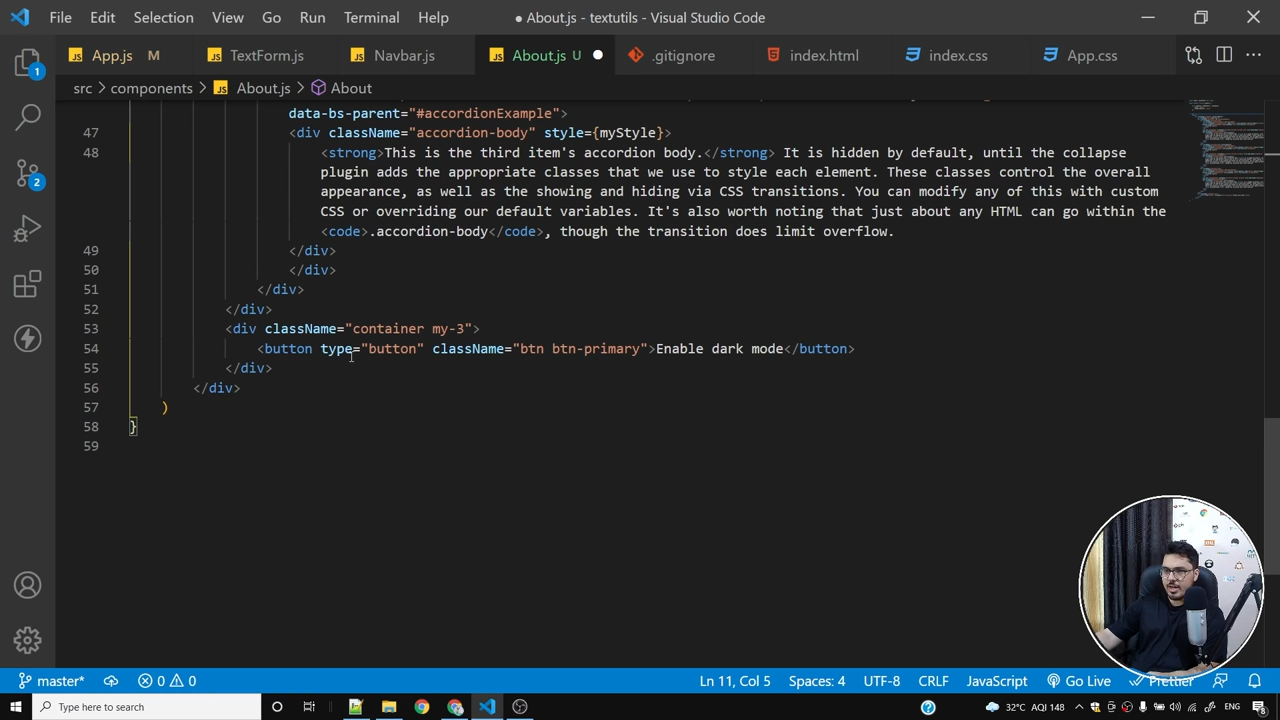 File Edit Selection View Go Run Terminal Help ● About.js - textutils - Visual Studio Code
JS App.js M JS TextForm.js JS Navbar.js JS About.js U .gitignore index.html index.css App.css
src > components > JS About.js > About
data-bs-parent="#accordionExample">
47 <div className="accordion-body" style={myStyle}>
48 <strong>This is the third item's accordion body.</strong> It is hidden by default, until the collapse
plugin adds the appropriate classes that we use to style each element. These classes control the overall
appearance, as well as the showing and hiding via CSS transitions. You can modify any of this with custom
CSS or overriding our default variables. It's also worth noting that just about any HTML can go within the
<code>.accordion-body</code>, though the transition does limit overflow.
49 </div>
50 </div>
51 </div>
52 </div>
53 <div className="container my-3">
54 <button type="button" className="btn btn-primary">Enable dark mode</button>
55 </div>
56 </div>
57 )
58 }
59
1
2
master* 0 0 Ln 11, Col 5 Spaces: 4 UTF-8 CRLF JavaScript Go Live Prettier
Type here to search 32°C AQI 148 ENG 8